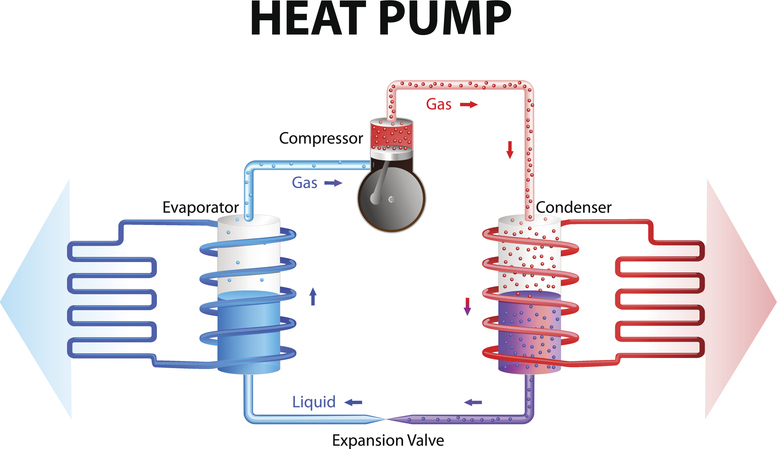 HEAT PUMP
Gas
Compressor
Gas
Evaporator
Condenser
Liquid
Expansion Valve